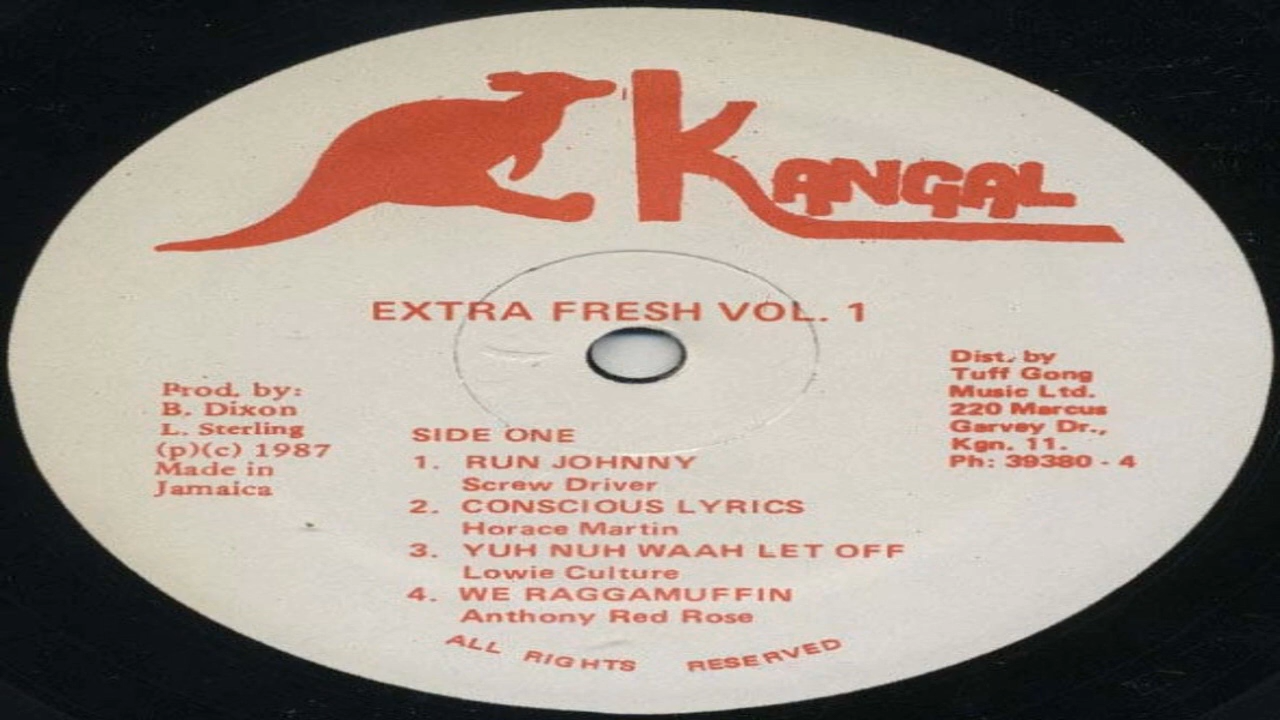 KANGAL
EXTRA FRESH VOL. 1
Prod. by:
B. Dixon
L. Sterling
(p)(c) 1987
Made in
Jamaica
Dist. by
Tuff Gong
Music Ltd.
220 Marcus
Garvey Dr.,
Kgn. 11.
Ph: 39380 - 4
SIDE ONE
1. RUN JOHNNY
Screw Driver
2. CONSCIOUS LYRICS
Horace Martin
3. YUH NUH WAAH LET OFF
Lowie Culture
4. WE RAGGAMUFFIN
Anthony Red Rose
ALL RIGHTS RESERVED